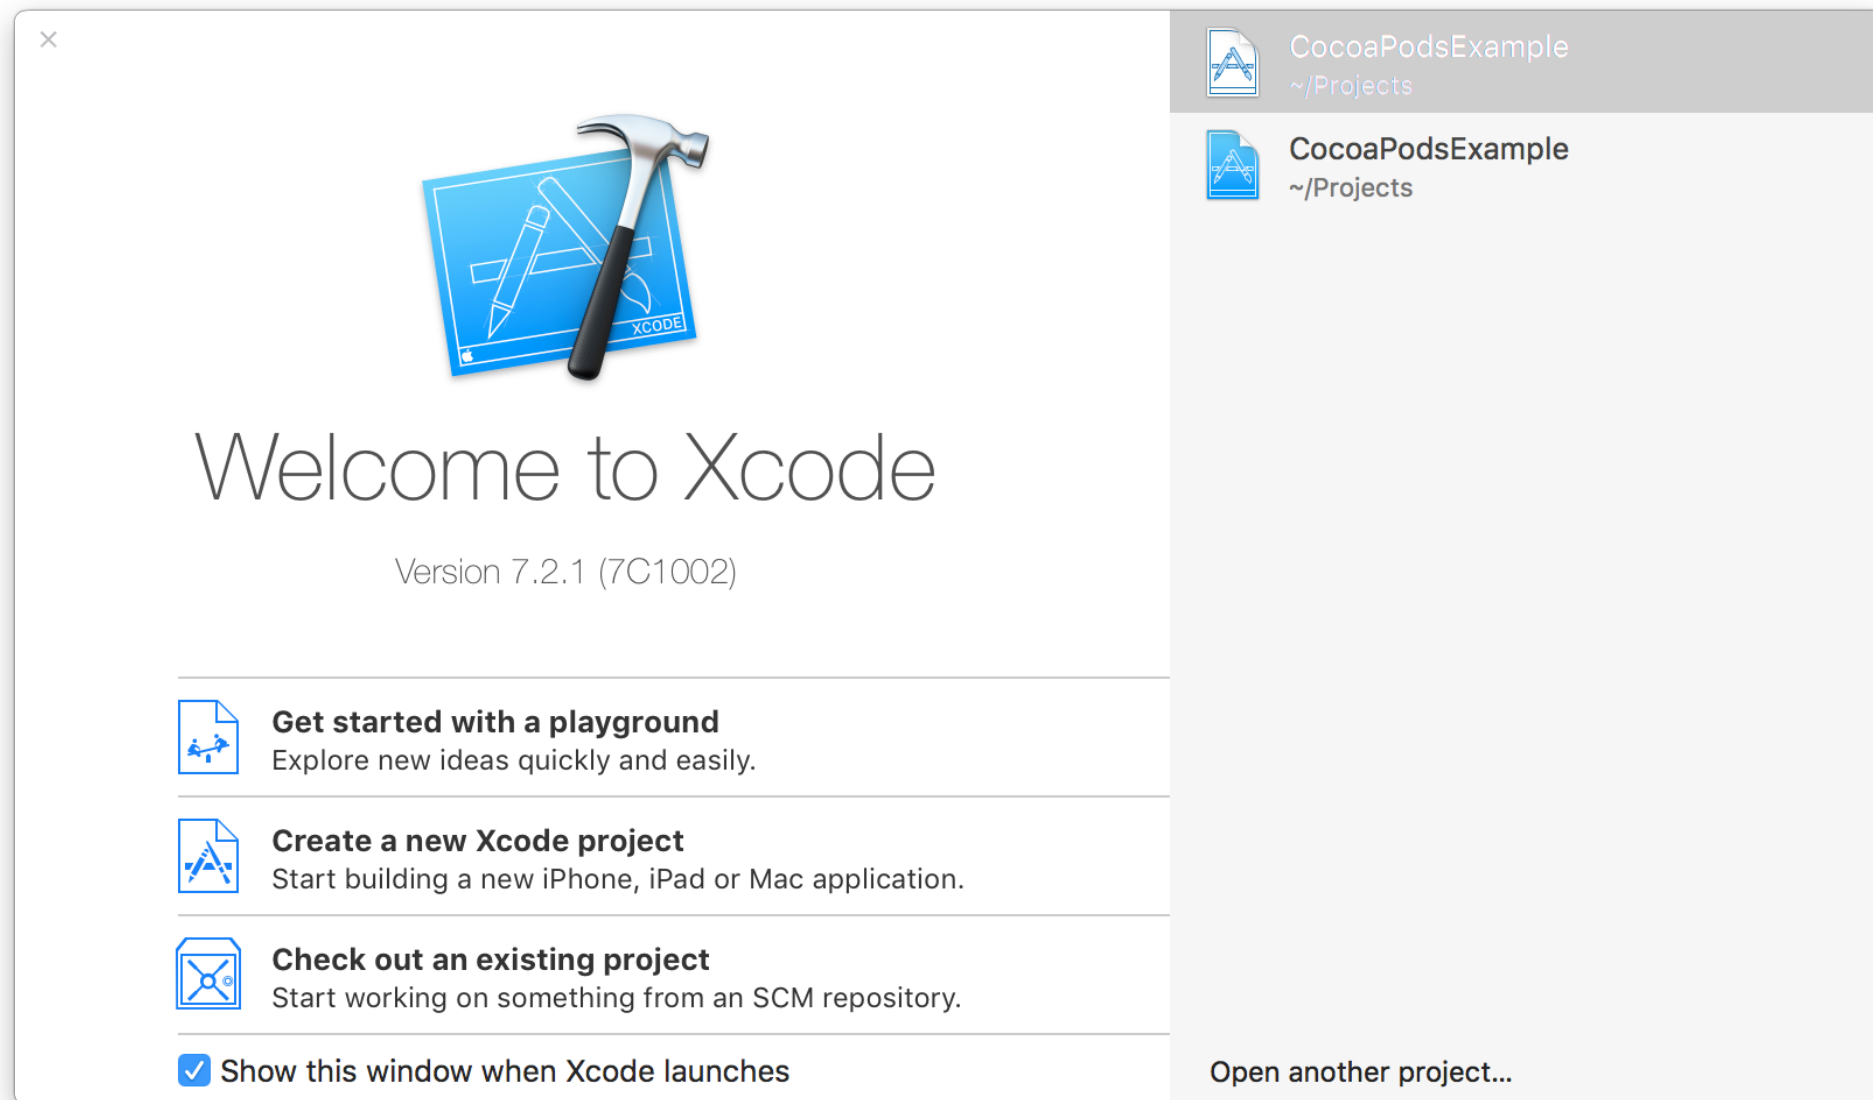 XCODE
Welcome to Xcode
Version 7.2.1 (7C1002)
Get started with a playground
Explore new ideas quickly and easily.
Create a new Xcode project
Start building a new iPhone, iPad or Mac application.
Check out an existing project
Start working on something from an SCM repository.
Show this window when Xcode launches
CocoaPodsExample
~/Projects
CocoaPodsExample
~/Projects
Open another project...